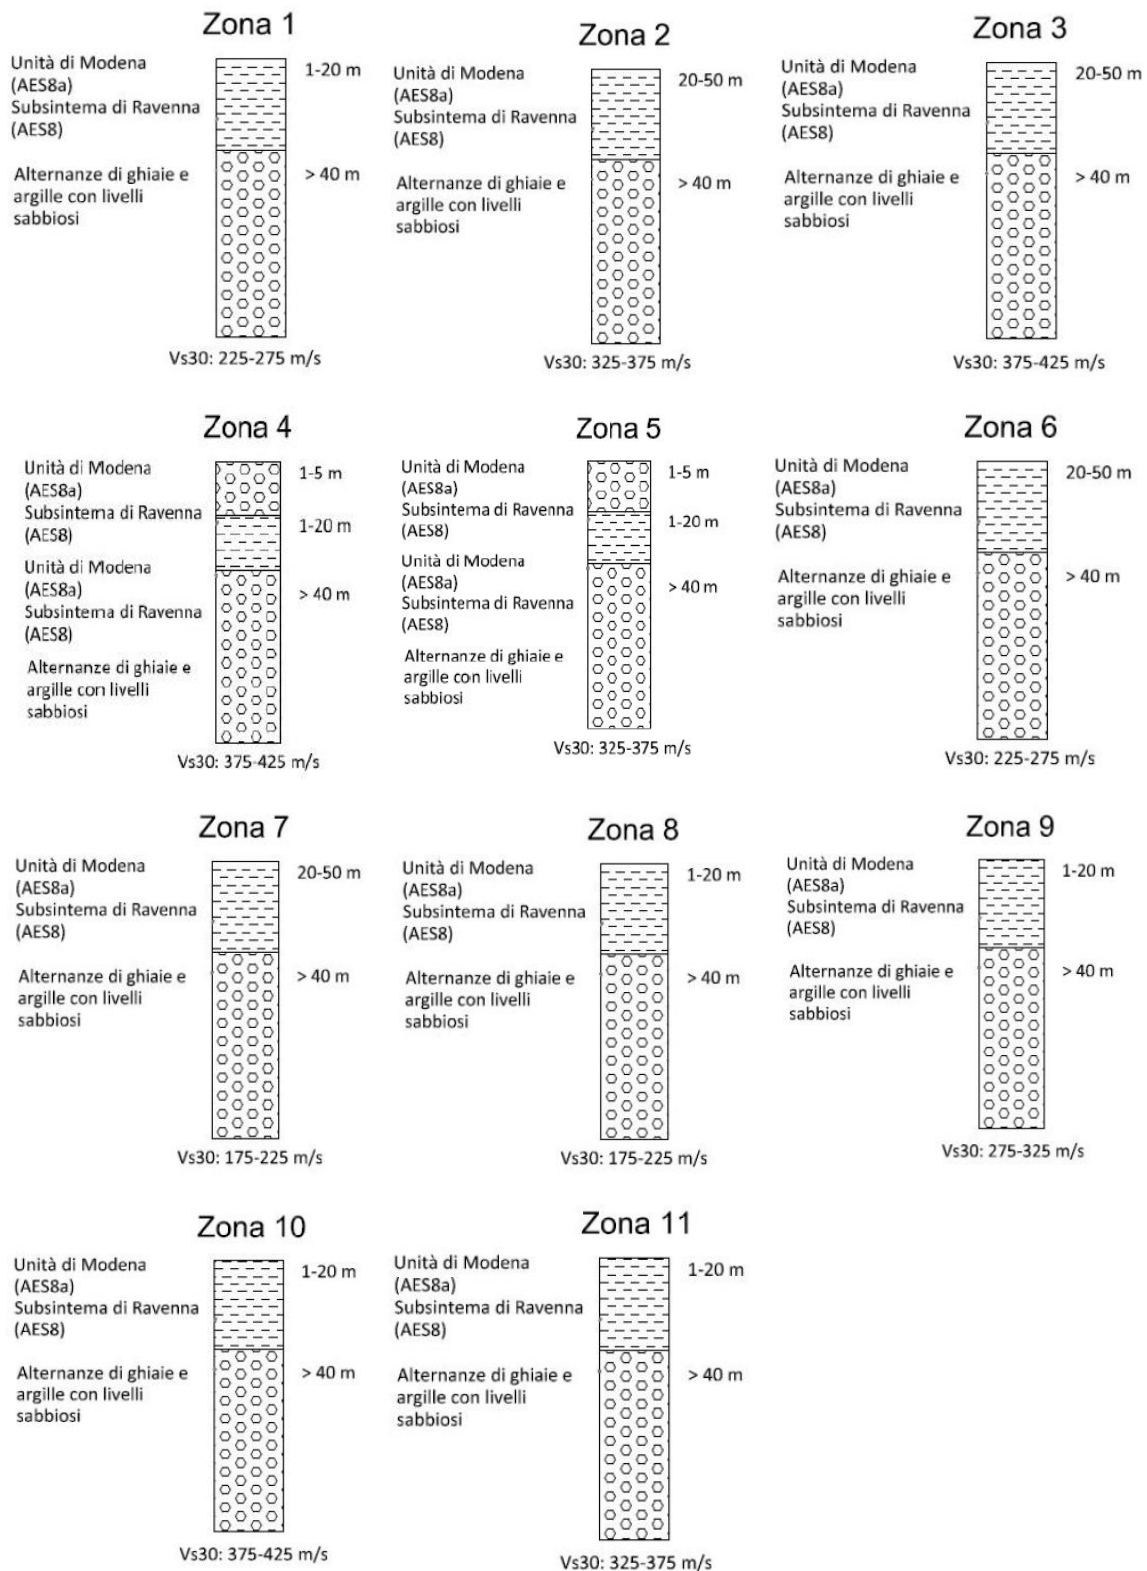 Zona 1
Unità di Modena
(AES8a)
Subsintema di Ravenna
(AES8)
1-20 m
Alternanze di ghiaie e
argille con livelli
sabbiosi
> 40 m
Vs30: 225-275 m/s
Zona 2
Unità di Modena
(AES8a)
Subsintema di Ravenna
(AES8)
20-50 m
Alternanze di ghiaie e
argille con livelli
sabbiosi
> 40 m
Vs30: 325-375 m/s
Zona 3
Unità di Modena
(AES8a)
Subsintema di Ravenna
(AES8)
20-50 m
Alternanze di ghiaie e
argille con livelli
sabbiosi
> 40 m
Vs30: 375-425 m/s
Zona 4
Unità di Modena
(AES8a)
Subsintema di Ravenna
(AES8)
1-5 m
1-20 m
Unità di Modena
(AES8a)
Subsintema di Ravenna
(AES8)
> 40 m
Alternanze di ghiaie e
argille con livelli
sabbiosi
Vs30: 375-425 m/s
Zona 5
Unità di Modena
(AES8a)
Subsintema di Ravenna
(AES8)
1-5 m
1-20 m
Unità di Modena
(AES8a)
Subsintema di Ravenna
(AES8)
> 40 m
Alternanze di ghiaie e
argille con livelli
sabbiosi
Vs30: 325-375 m/s
Zona 6
Unità di Modena
(AES8a)
Subsintema di Ravenna
(AES8)
20-50 m
Alternanze di ghiaie e
argille con livelli
sabbiosi
> 40 m
Vs30: 225-275 m/s
Zona 7
Unità di Modena
(AES8a)
Subsintema di Ravenna
(AES8)
20-50 m
Alternanze di ghiaie e
argille con livelli
sabbiosi
> 40 m
Vs30: 175-225 m/s
Zona 8
Unità di Modena
(AES8a)
Subsintema di Ravenna
(AES8)
1-20 m
Alternanze di ghiaie e
argille con livelli
sabbiosi
> 40 m
Vs30: 175-225 m/s
Zona 9
Unità di Modena
(AES8a)
Subsintema di Ravenna
(AES8)
1-20 m
Alternanze di ghiaie e
argille con livelli
sabbiosi
> 40 m
Vs30: 275-325 m/s
Zona 10
Unità di Modena
(AES8a)
Subsintema di Ravenna
(AES8)
1-20 m
Alternanze di ghiaie e
argille con livelli
sabbiosi
> 40 m
Vs30: 375-425 m/s
Zona 11
Unità di Modena
(AES8a)
Subsintema di Ravenna
(AES8)
1-20 m
Alternanze di ghiaie e
argille con livelli
sabbiosi
> 40 m
Vs30: 325-375 m/s